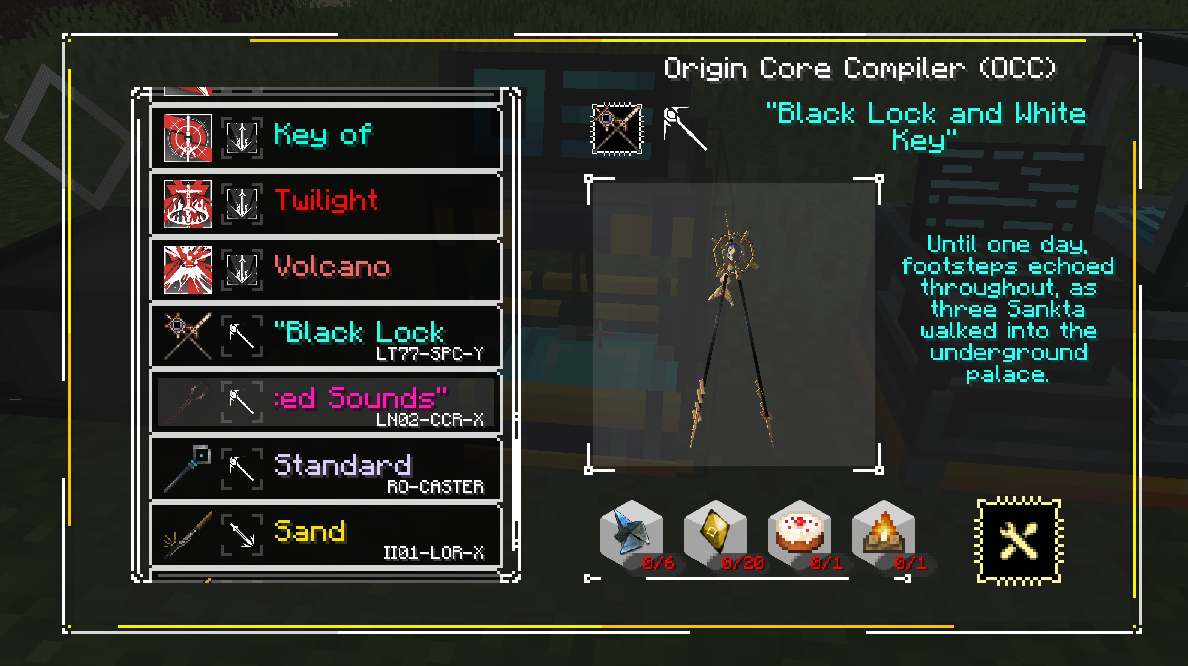 Origin Core Compiler (OCC)
"Black Lock and White
Key"
Key of
Twilight
Volcano
"Black Lock
LT77-SPC-Y
:ed Sounds"
LN02-CCR-X
Standard
RO-CASTER
Sand
II01-LOR-X
Until one day,
footsteps echoed
throughout, as
three Sankta
walked into the
underground
palace.
0/6
0/20
0/1
0/1